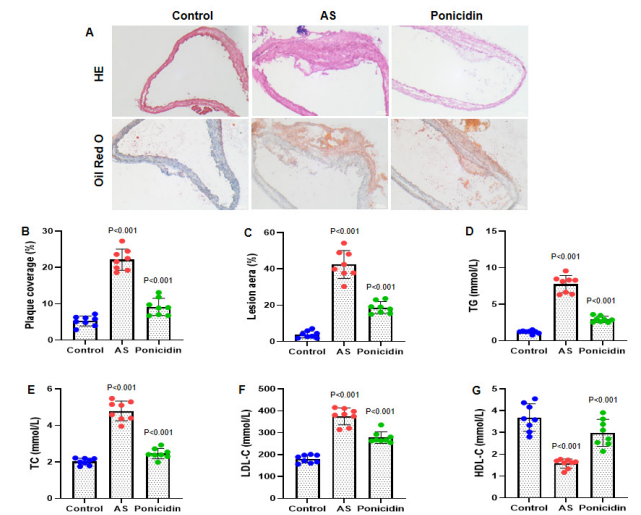 Control AS Ponicidin
A
HE
Oil Red O
B
Plaque coverage (%)
30
20
10
0
P<0.001
P<0.001
Control AS Ponicidin
C
Lesion aera (%)
60
40
20
0
P<0.001
P<0.001
Control AS Ponicidin
D
TG (mmol/L)
15
10
5
0
P<0.001
P<0.001
Control AS Ponicidin
E
TC (mmol/L)
6
4
2
0
P<0.001
P<0.001
Control AS Ponicidin
F
LDL-C (mmol/L)
500
400
300
200
100
0
P<0.001
P<0.001
Control AS Ponicidin
G
HDL-C (mmol/L)
5
4
3
2
1
0
P<0.001
P<0.001
Control AS Ponicidin